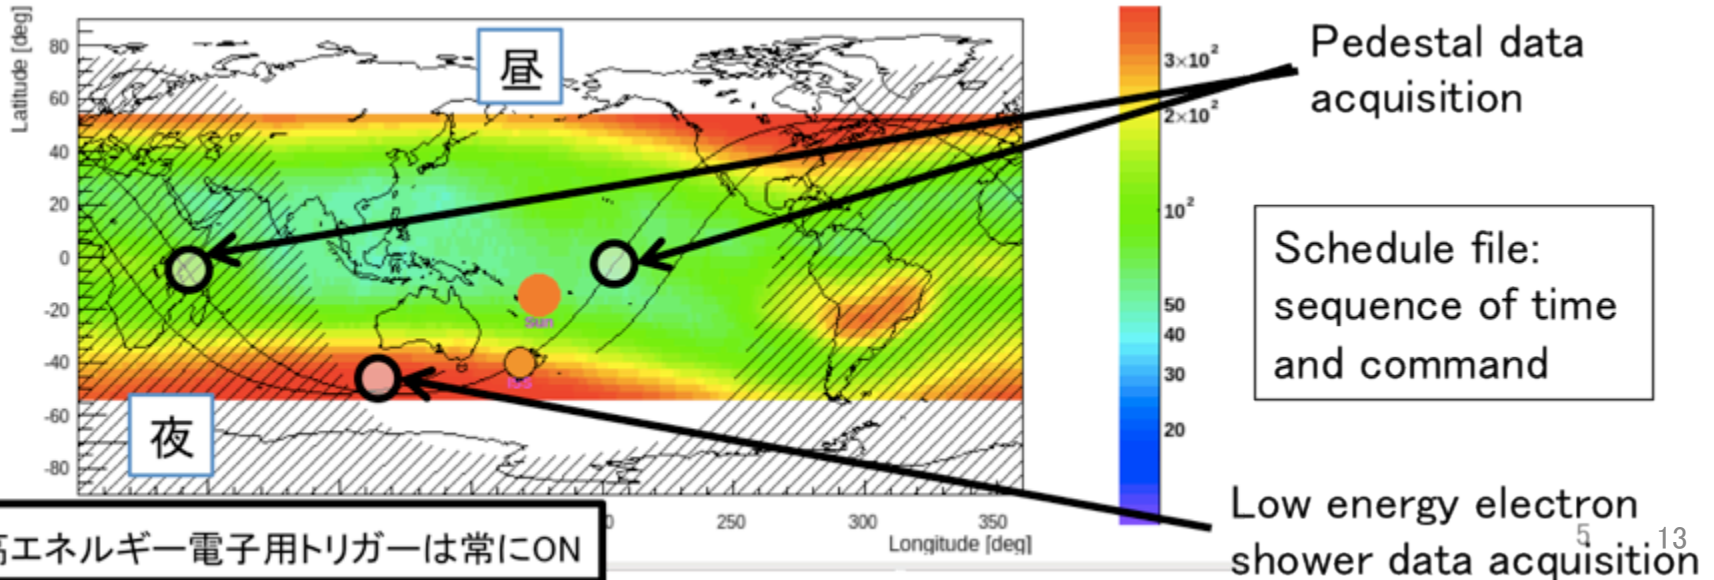 Latitude [deg]
80
60
40
20
0
-20
-40
-60
-80
昼
夜
Sun
ISS
250
300
350
Longitude [deg]
3×10²
2×10²
10²
50
40
30
20
Pedestal data
acquisition
Schedule file:
sequence of time
and command
Low energy electron
shower data acquisition
5
13
高エネルギー電子用トリガーは常にON